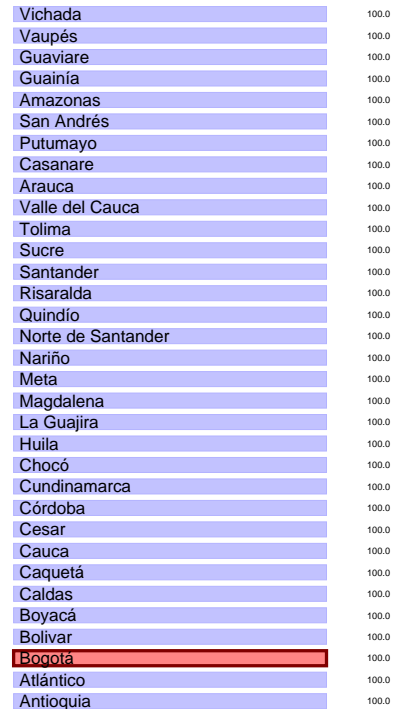 Vichada 100.0
Vaupés 100.0
Guaviare 100.0
Guainía 100.0
Amazonas 100.0
San Andrés 100.0
Putumayo 100.0
Casanare 100.0
Arauca 100.0
Valle del Cauca 100.0
Tolima 100.0
Sucre 100.0
Santander 100.0
Risaralda 100.0
Quindío 100.0
Norte de Santander 100.0
Nariño 100.0
Meta 100.0
Magdalena 100.0
La Guajira 100.0
Huila 100.0
Chocó 100.0
Cundinamarca 100.0
Córdoba 100.0
Cesar 100.0
Cauca 100.0
Caquetá 100.0
Caldas 100.0
Boyacá 100.0
Bolivar 100.0
Bogotá 100.0
Atlántico 100.0
Antioquia 100.0